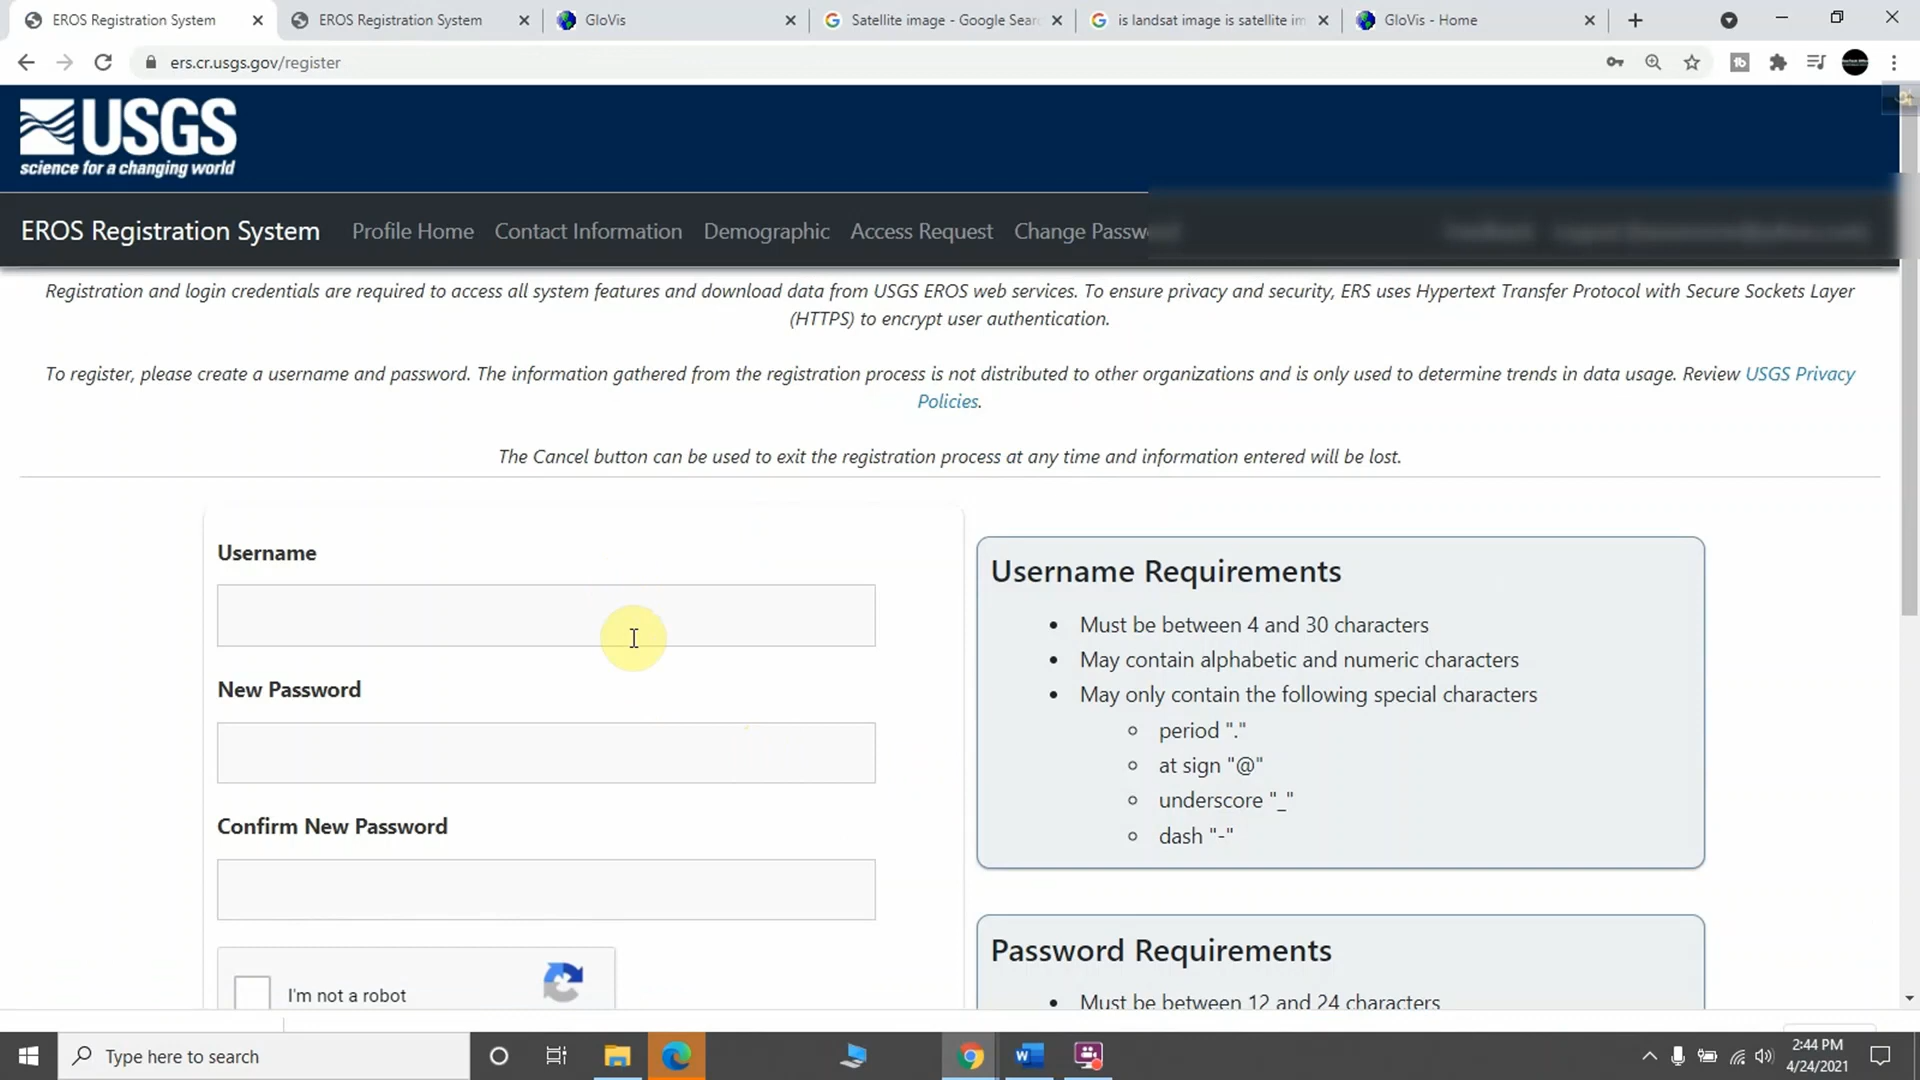 EROS Registration System
EROS Registration System
GloVis
Satellite image - Google Sear
is landsat image is satellite im
GloVis - Home
ers.cr.usgs.gov/register
USGS
science for a changing world
EROS Registration System
Profile Home
Contact Information
Demographic
Access Request
Change Passw
Registration and login credentials are required to access all system features and download data from USGS EROS web services. To ensure privacy and security, ERS uses Hypertext Transfer Protocol with Secure Sockets Layer
(HTTPS) to encrypt user authentication.
To register, please create a username and password. The information gathered from the registration process is not distributed to other organizations and is only used to determine trends in data usage. Review USGS Privacy
Policies.
The Cancel button can be used to exit the registration process at any time and information entered will be lost.
Username
New Password
Confirm New Password
I'm not a robot
Username Requirements
• Must be between 4 and 30 characters
• May contain alphabetic and numeric characters
• May only contain the following special characters
○ period "."
○ at sign "@"
○ underscore "_"
○ dash "-"
Password Requirements
• Must be between 12 and 24 characters
Type here to search
2:44 PM
4/24/2021